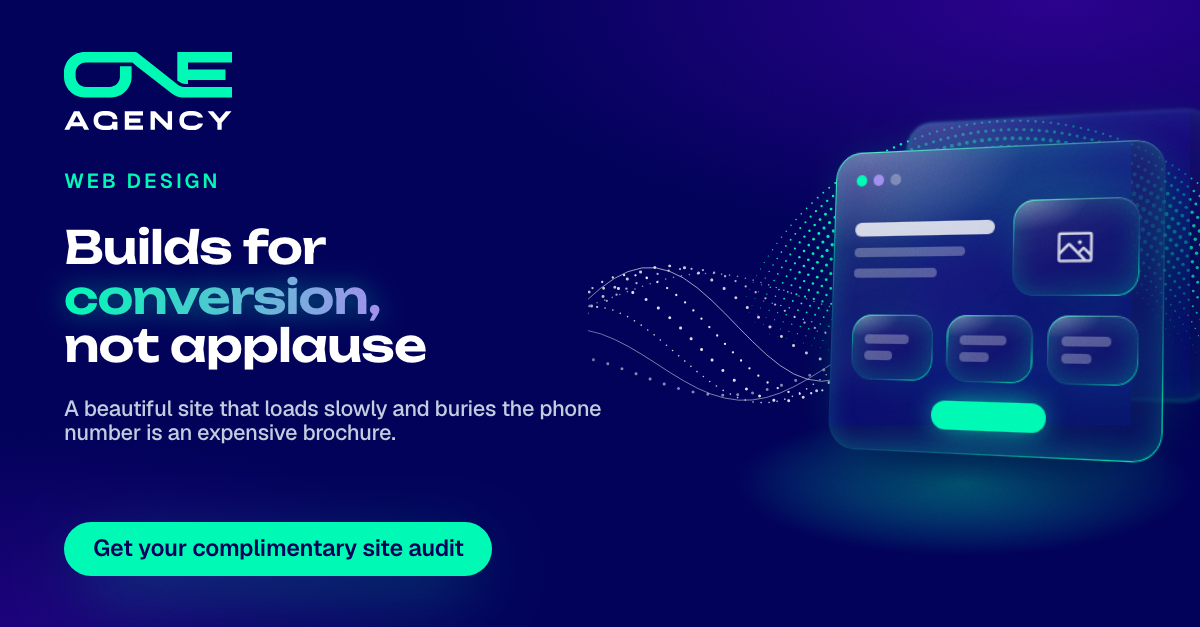 ONE
AGENCY
WEB DESIGN
Builds for
conversion,
not applause
A beautiful site that loads slowly and buries the phone
number is an expensive brochure.
Get your complimentary site audit